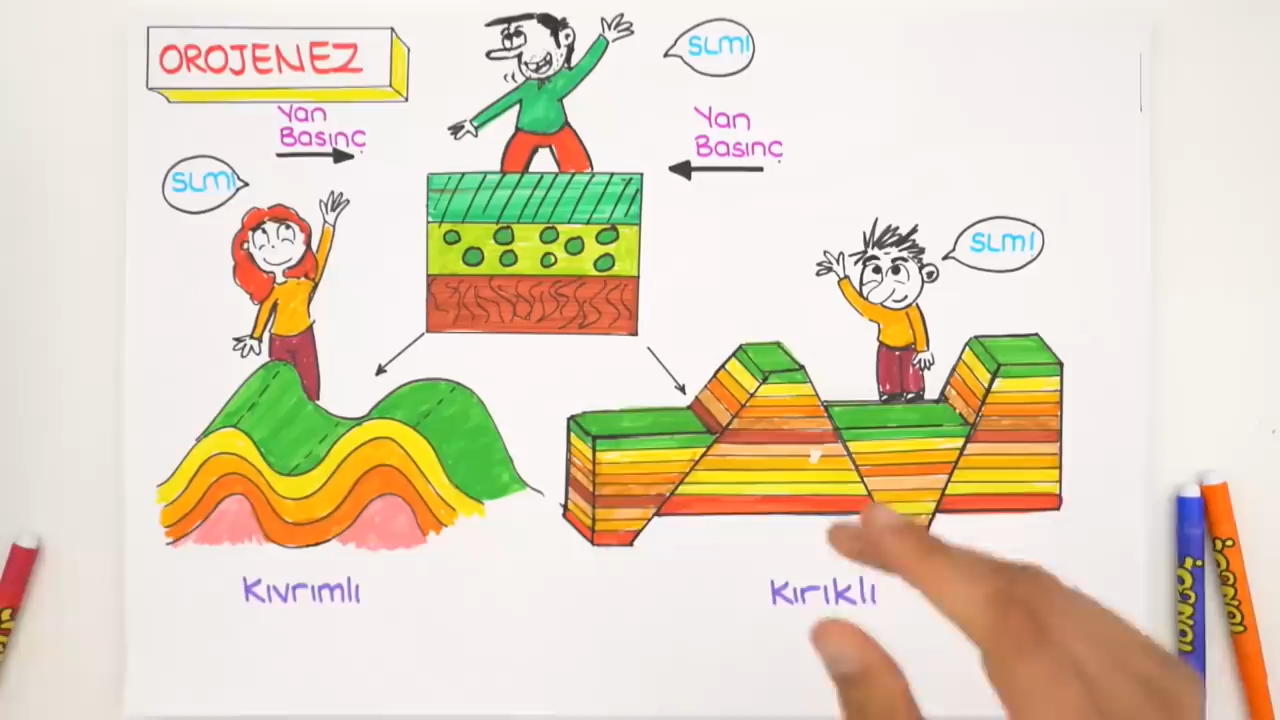 OROJENEZ
Yan
Basınç
SLM!
Yan
Basınç
SLM!
SLM!
Kıvrımlı
Kırıklı